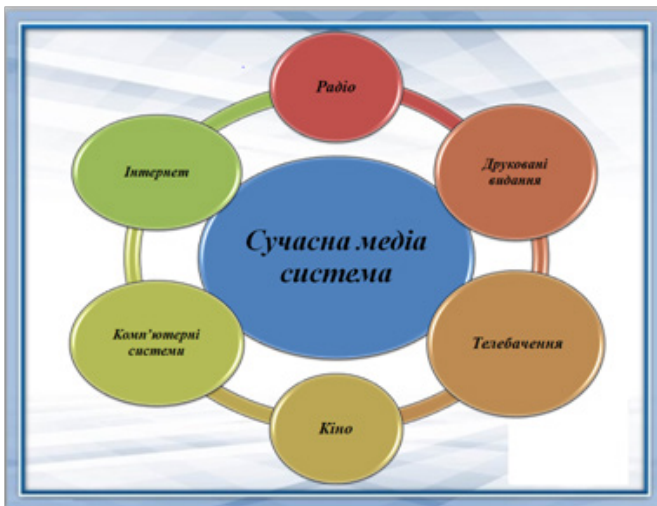 Радіо
Друковані
видання
Телебачення
Кіно
Комп'ютерні
системи
Інтернет
Сучасна медіа
система